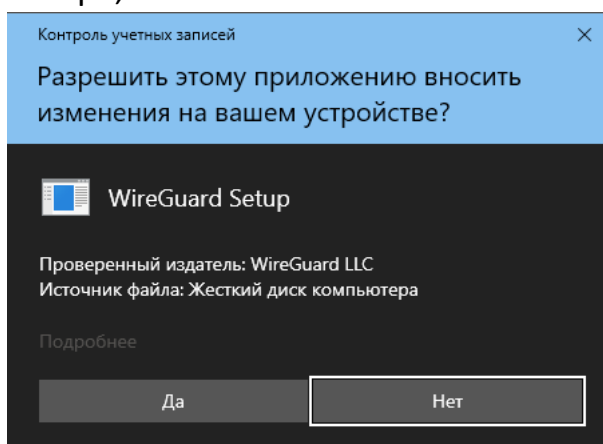 Контроль учетных записей
Разрешить этому приложению вносить
изменения на вашем устройстве?
WireGuard Setup
Проверенный издатель: WireGuard LLC
Источник файла: Жесткий диск компьютера
Подробнее
Да Нет